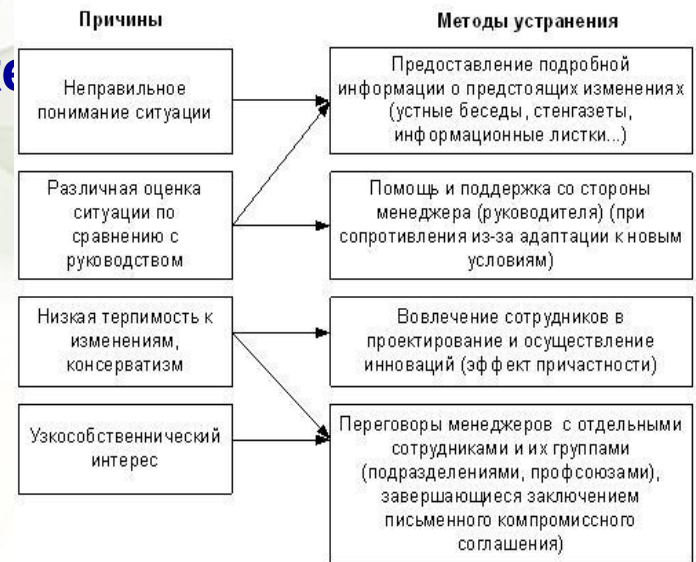 Причины
Неправильное
понимание ситуации
Различная оценка
ситуации по
сравнению с
руководством
Низкая терпимость к
изменениям,
консерватизм
Узкособственнический
интерес
Методы устранения
Предоставление подробной
информации о предстоящих изменениях
(устные беседы, стенгазеты,
информационные листки...)
Помощь и поддержка со стороны
менеджера (руководителя) (при
сопротивления из-за адаптации к новым
условиям)
Вовлечение сотрудников в
проектирование и осуществление
инноваций (эффект причастности)
Переговоры менеджеров с отдельными
сотрудниками и их группами
(подразделениями, профсоюзами),
завершающиеся заключением
письменного компромиссного
соглашения)